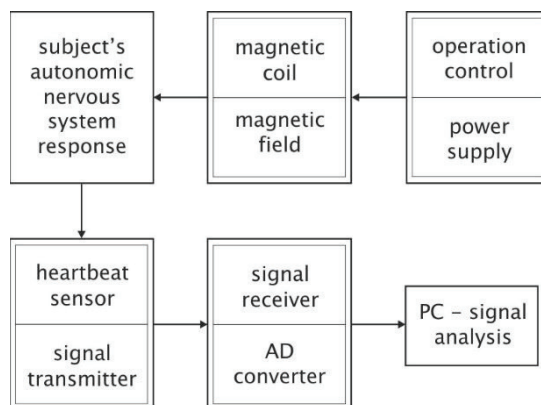 subject's
autonomic
nervous
system
response
magnetic
coil
magnetic
field
operation
control
power
supply
heartbeat
sensor
signal
transmitter
signal
receiver
AD
converter
PC – signal
analysis